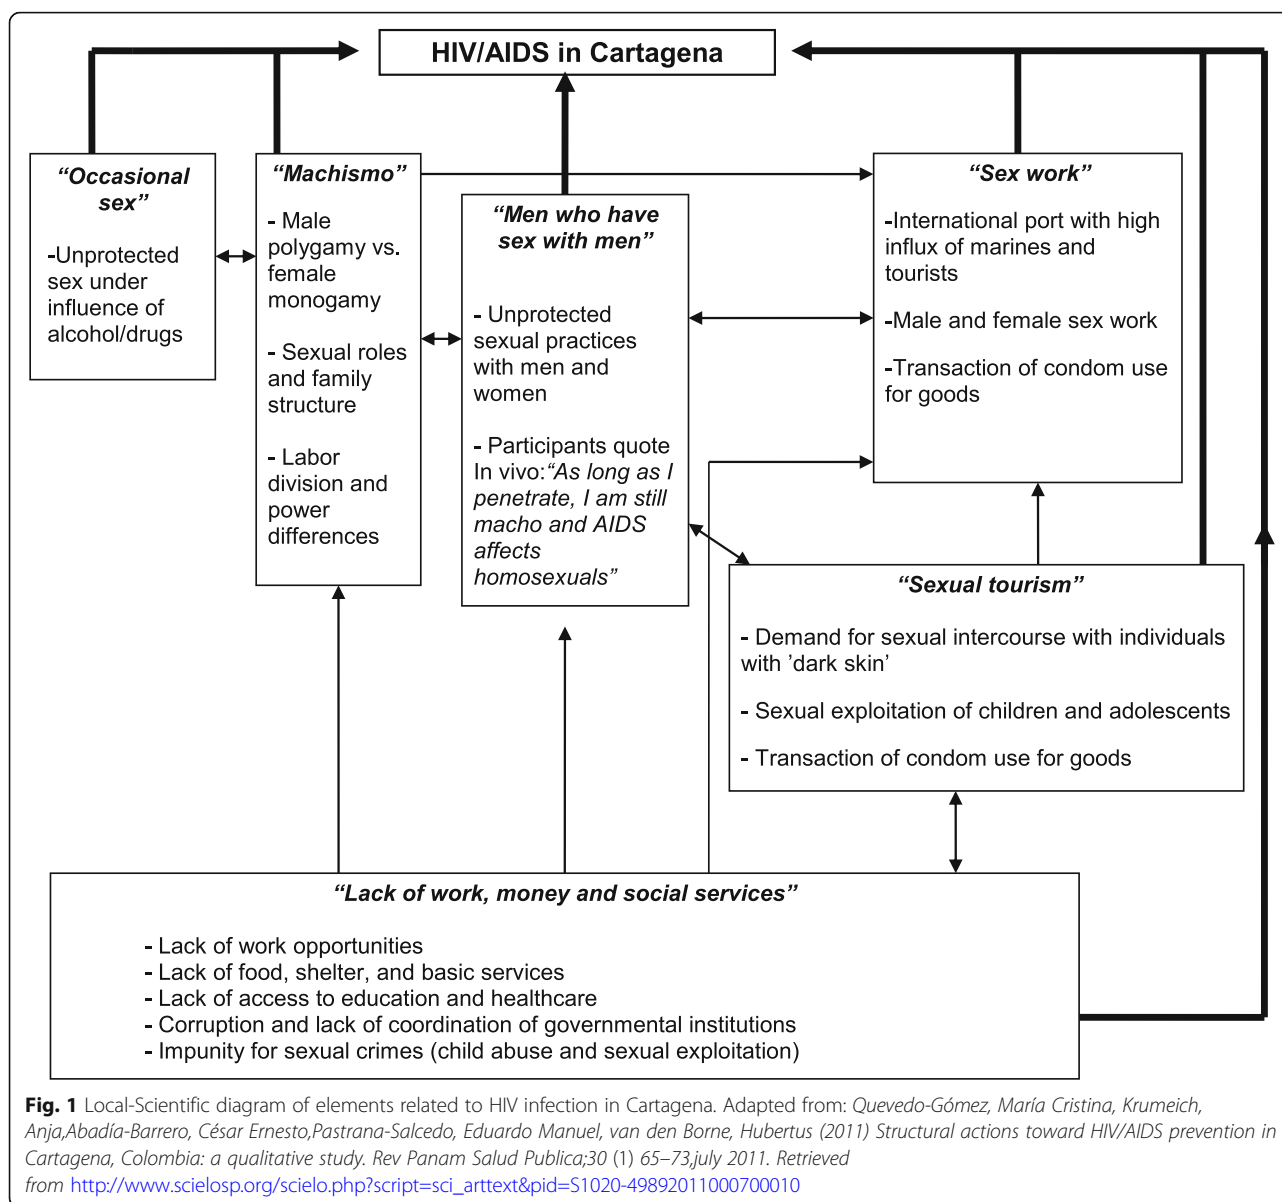 HIV/AIDS in Cartagena
“Occasional
sex”
-Unprotected
sex under
influence of
alcohol/drugs
“Machismo”
- Male
polygamy vs.
female
monogamy
- Sexual roles
and family
structure
- Labor
division and
power
differences
“Men who have
sex with men”
- Unprotected
sexual practices
with men and
women
- Participants quote
In vivo:“As long as I
penetrate, I am still
macho and AIDS
affects
homosexuals”
“Sex work”
-International port with high
influx of marines and
tourists
-Male and female sex work
-Transaction of condom use
for goods
“Sexual tourism”
- Demand for sexual intercourse with individuals
with ’dark skin’
- Sexual exploitation of children and adolescents
- Transaction of condom use for goods
“Lack of work, money and social services”
- Lack of work opportunities
- Lack of food, shelter, and basic services
- Lack of access to education and healthcare
- Corruption and lack of coordination of governmental institutions
- Impunity for sexual crimes (child abuse and sexual exploitation)
Fig. 1 Local-Scientific diagram of elements related to HIV infection in Cartagena. Adapted from: Quevedo-Gómez, María Cristina, Krumeich,
Anja,Abadía-Barrero, César Ernesto,Pastrana-Salcedo, Eduardo Manuel, van den Borne, Hubertus (2011) Structural actions toward HIV/AIDS prevention in
Cartagena, Colombia: a qualitative study. Rev Panam Salud Publica;30 (1) 65–73,july 2011. Retrieved
from http://www.scielosp.org/scielo.php?script=sci_arttext&pid=S1020-49892011000700010